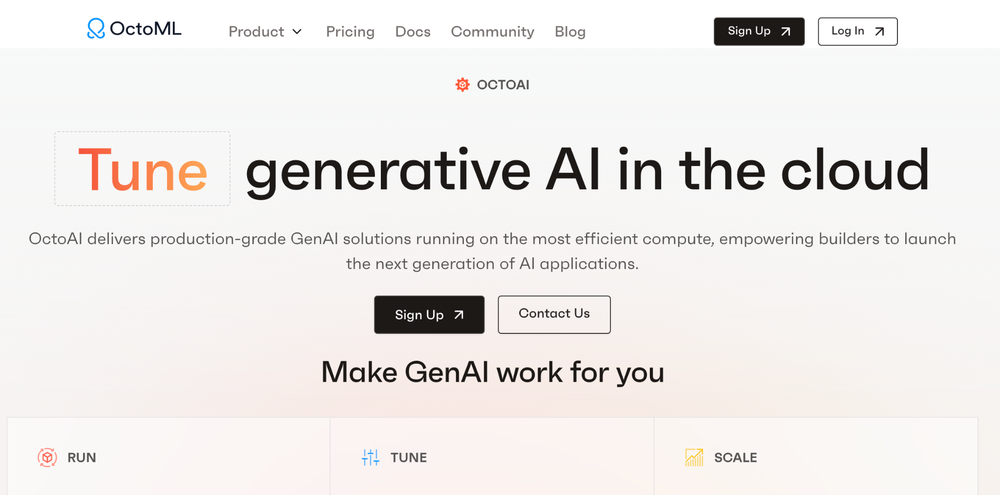 OctoML
Product
Pricing
Docs
Community
Blog
Sign Up
Log In
OCTOAI
Tune generative AI in the cloud
OctoAI delivers production-grade GenAI solutions running on the most efficient compute, empowering builders to launch
the next generation of AI applications.
Sign Up
Contact Us
Make GenAI work for you
RUN
TUNE
SCALE